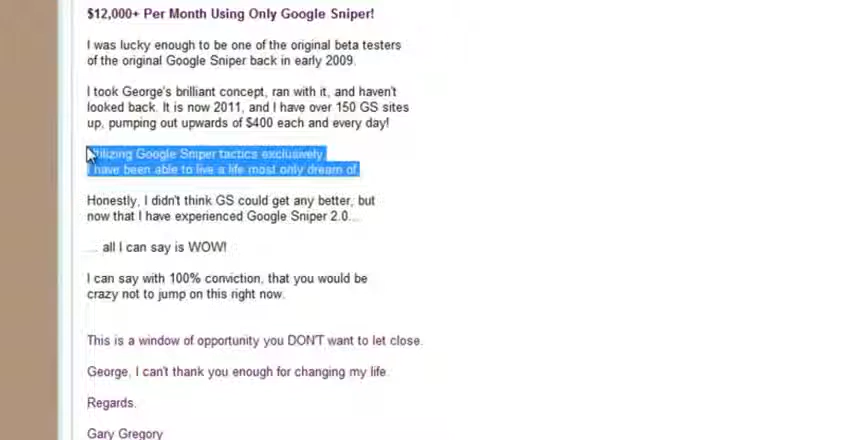 $12,000+ Per Month Using Only Google Sniper!
I was lucky enough to be one of the original beta testers
of the original Google Sniper back in early 2009.
I took George's brilliant concept, ran with it, and haven't
looked back. It is now 2011, and I have over 150 GS sites
up, pumping out upwards of $400 each and every day!
Utilizing Google Sniper tactics exclusively,
I have been able to live a life most only dream of.
Honestly, I didn't think GS could get any better, but
now that I have experienced Google Sniper 2.0...
... all I can say is WOW!
I can say with 100% conviction, that you would be
crazy not to jump on this right now.
This is a window of opportunity you DON'T want to let close.
George, I can't thank you enough for changing my life.
Regards.
Gary Gregory